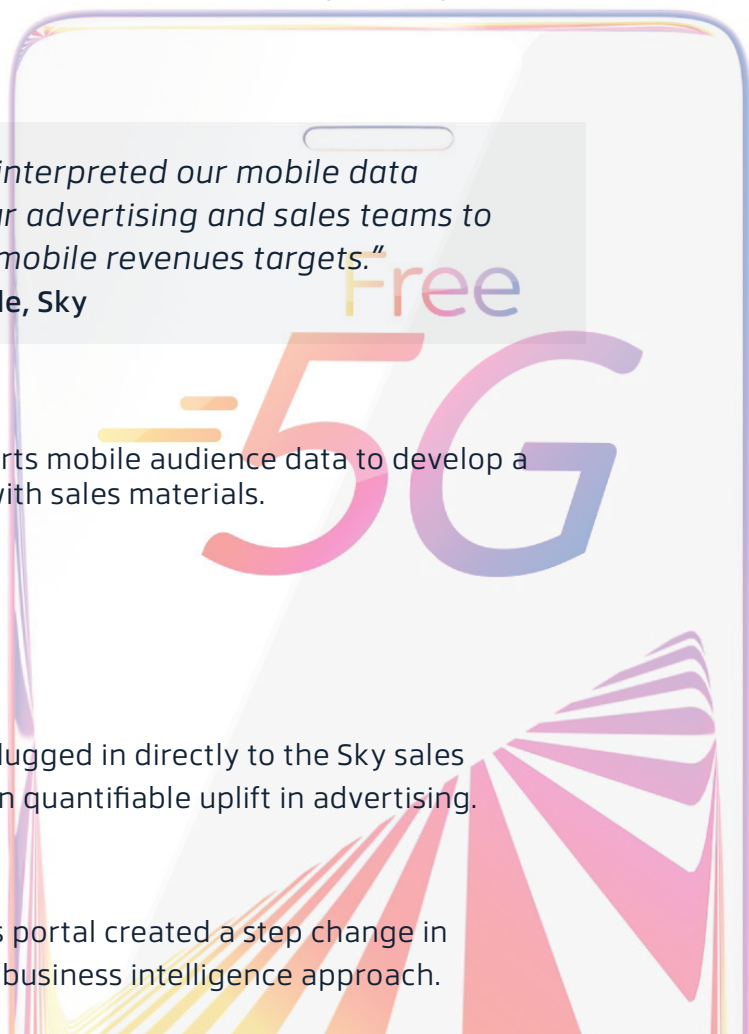 interpreted our mobile data
r advertising and sales teams to
mobile revenues targets.”
le, Sky
Free
5G
rts mobile audience data to develop a
with sales materials.
lugged in directly to the Sky sales
n quantifiable uplift in advertising.
s portal created a step change in
business intelligence approach.